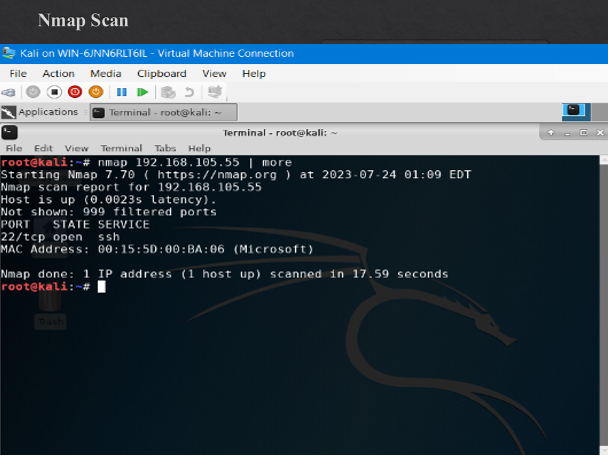 Nmap Scan
Kali on WIN-6JNN6RLT6IL - Virtual Machine Connection
File Action Media Clipboard View Help
Applications Terminal - root@kali: ~
Terminal - root@kali: ~
File Edit View Terminal Tabs Help
root@kali:~# nmap 192.168.105.55 | more
Starting Nmap 7.70 ( https://nmap.org ) at 2023-07-24 01:09 EDT
Nmap scan report for 192.168.105.55
Host is up (0.0023s latency).
Not shown: 999 filtered ports
PORT   STATE SERVICE
22/tcp open  ssh
MAC Address: 00:15:5D:00:BA:06 (Microsoft)
Nmap done: 1 IP address (1 host up) scanned in 17.59 seconds
root@kali:~#
Trash